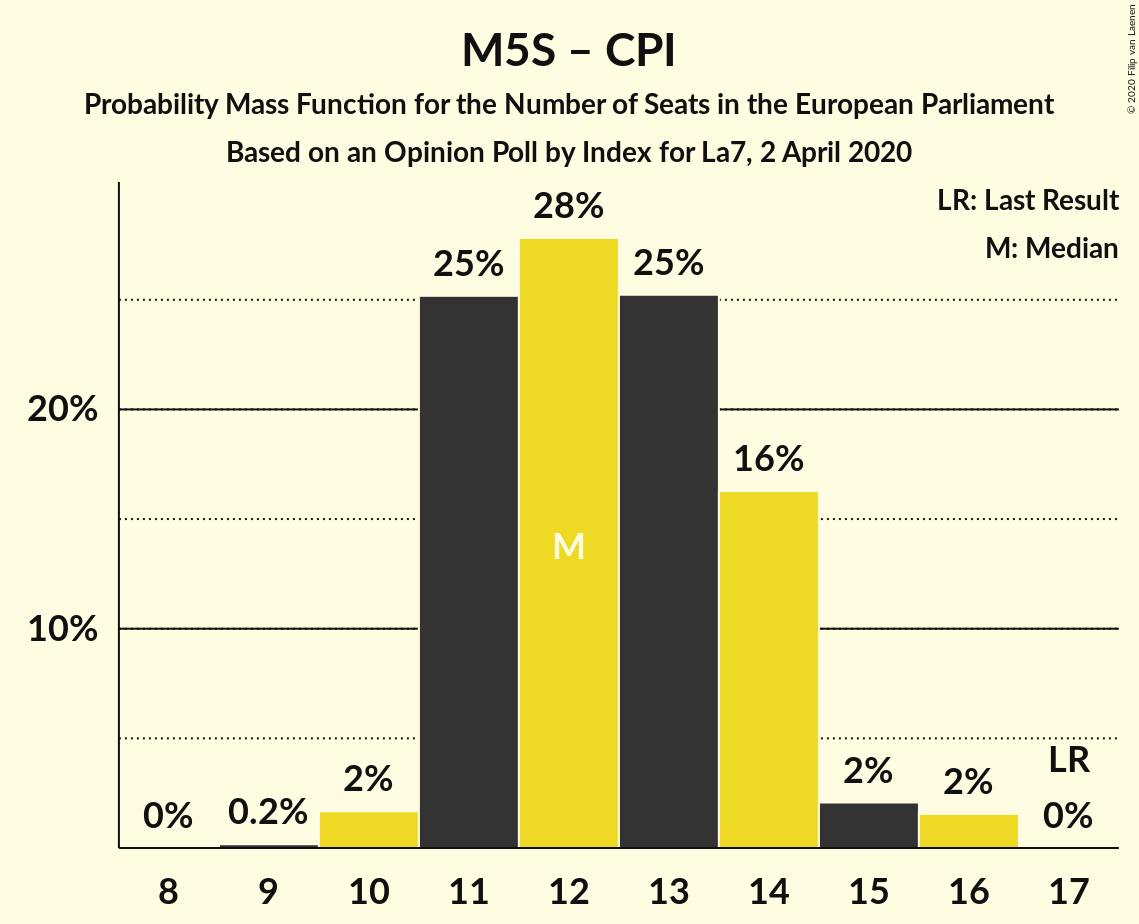 M5S – CPI
Probability Mass Function for the Number of Seats in the European Parliament
Based on an Opinion Poll by Index for La7, 2 April 2020
© 2020 Filip van Laenen
LR: Last Result
M: Median
20%
10%
0%
0.2%
2%
25%
28%
M
25%
16%
2%
2%
LR
0%
8 9 10 11 12 13 14 15 16 17